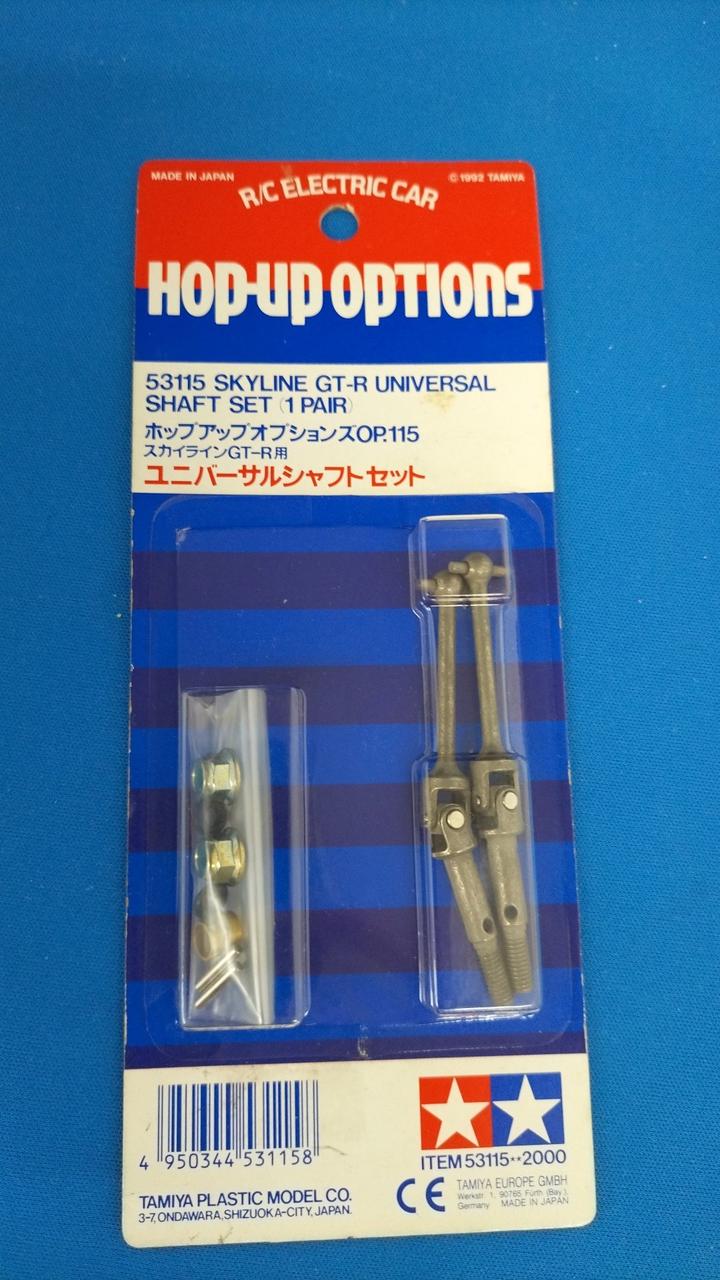 MADE IN JAPAN
©1992 TAMIYA
R/C ELECTRIC CAR
HOP-UP OPTIONS
53115 SKYLINE GT-R UNIVERSAL
SHAFT SET (1 PAIR)
ホップアップオプションズOP.115
スカイラインGT-R用
ユニバーサルシャフトセット
4 950344 531158
ITEM 53115**2000
TAMIYA PLASTIC MODEL CO.
3-7, ONDAWARA, SHIZUOKA-CITY, JAPAN.
CE
TAMIYA EUROPE GMBH
Werkstr. 1, 90765 Fürth (Bay.),
Germany MADE IN JAPAN